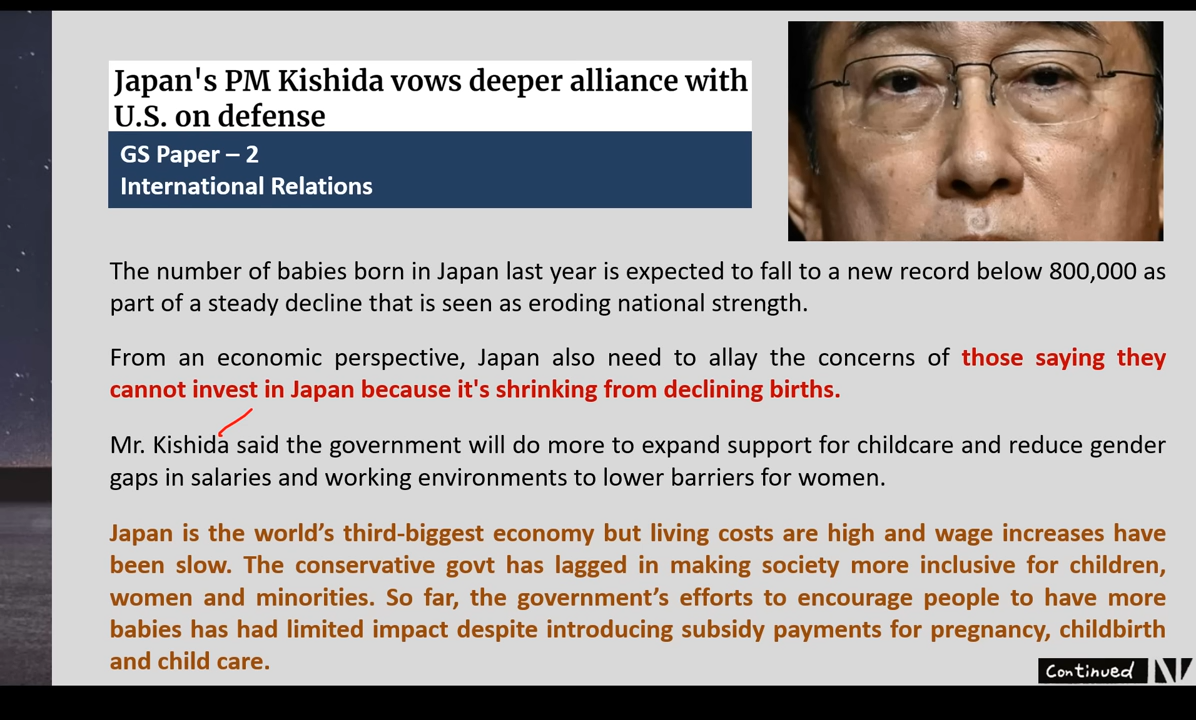 Japan's PM Kishida vows deeper alliance with
U.S. on defense
GS Paper – 2
International Relations
The number of babies born in Japan last year is expected to fall to a new record below 800,000 as
part of a steady decline that is seen as eroding national strength.
From an economic perspective, Japan also need to allay the concerns of those saying they
cannot invest in Japan because it's shrinking from declining births.
Mr. Kishida said the government will do more to expand support for childcare and reduce gender
gaps in salaries and working environments to lower barriers for women.
Japan is the world’s third-biggest economy but living costs are high and wage increases have
been slow. The conservative govt has lagged in making society more inclusive for children,
women and minorities. So far, the government’s efforts to encourage people to have more
babies has had limited impact despite introducing subsidy payments for pregnancy, childbirth
and child care.
Continued